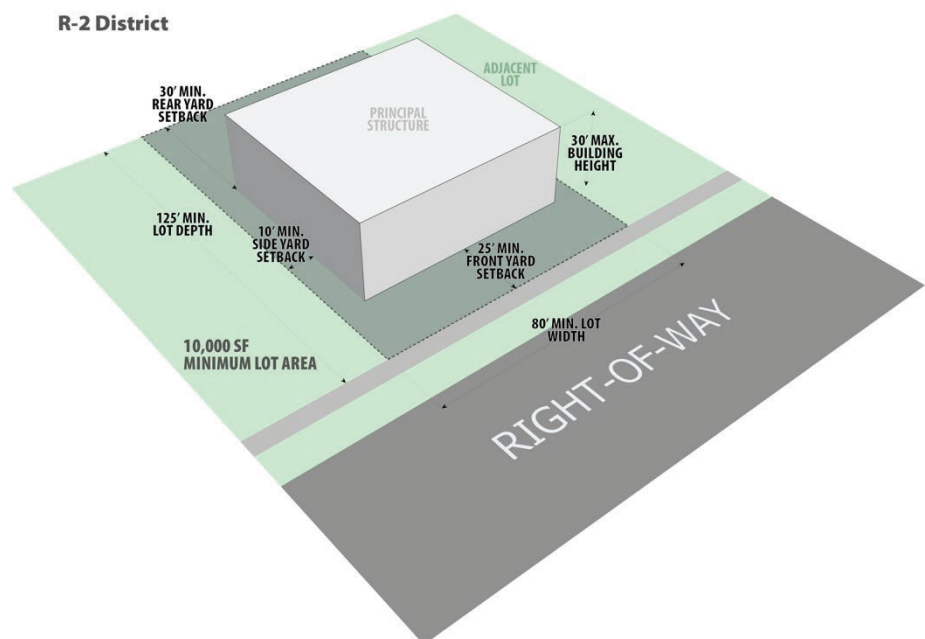 R-2 District
ADJACENT
LOT
30' MIN.
REAR YARD
SETBACK
PRINCIPAL
STRUCTURE
30' MAX.
BUILDING
HEIGHT
125' MIN.
LOT DEPTH
10' MIN.
SIDE YARD
SETBACK
25' MIN.
FRONT YARD
SETBACK
80' MIN. LOT
WIDTH
10,000 SF
MINIMUM LOT AREA
RIGHT-OF-WAY